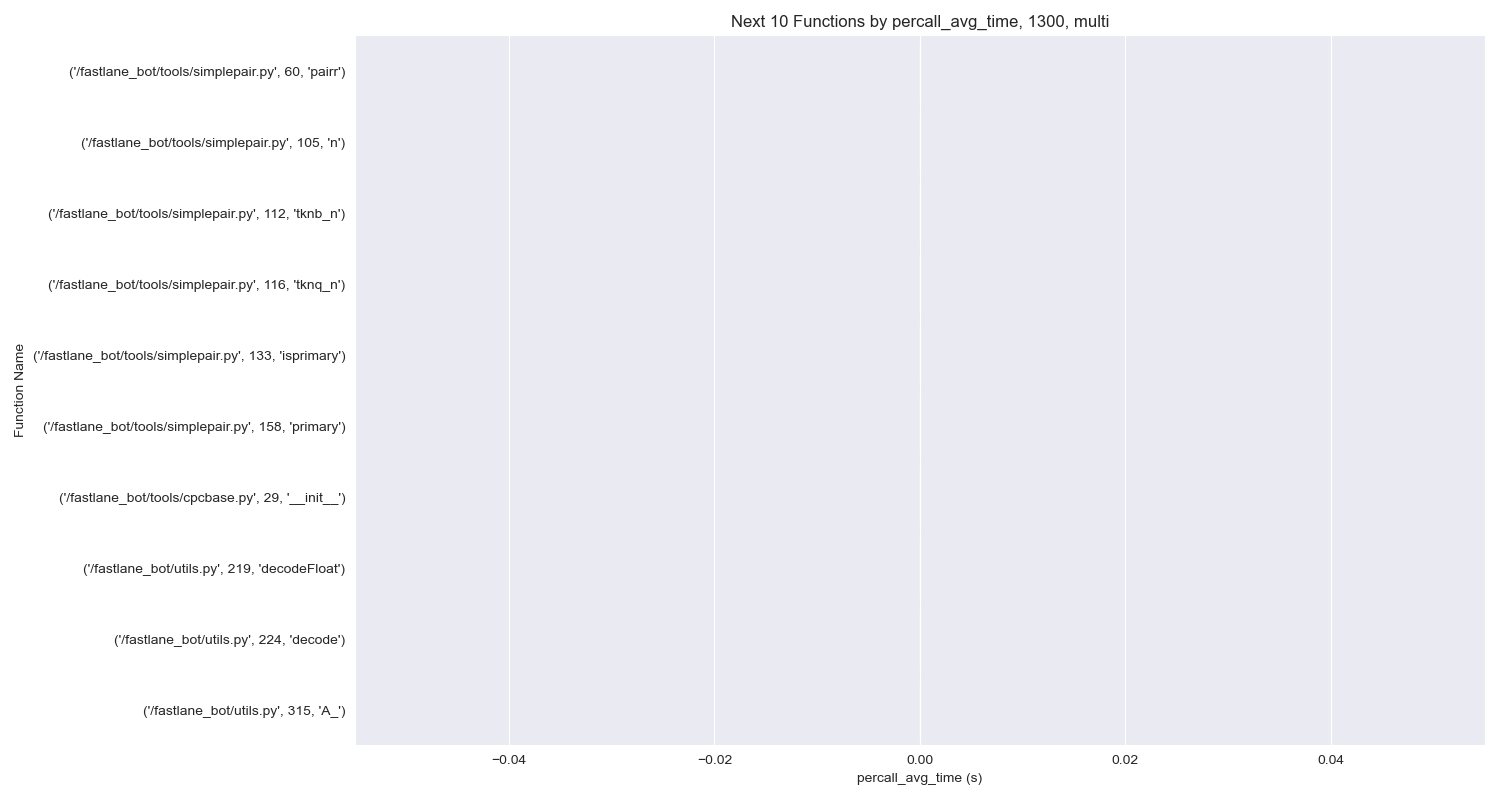 Next 10 Functions by percall_avg_time, 1300, multi
('/fastlane_bot/tools/simplepair.py', 60, 'pairr')
('/fastlane_bot/tools/simplepair.py', 105, 'n')
('/fastlane_bot/tools/simplepair.py', 112, 'tknb_n')
('/fastlane_bot/tools/simplepair.py', 116, 'tknq_n')
('/fastlane_bot/tools/simplepair.py', 133, 'isprimary')
('/fastlane_bot/tools/simplepair.py', 158, 'primary')
('/fastlane_bot/tools/cpcbase.py', 29, '__init__')
('/fastlane_bot/utils.py', 219, 'decodeFloat')
('/fastlane_bot/utils.py', 224, 'decode')
('/fastlane_bot/utils.py', 315, 'A_')
Function Name
−0.04 −0.02 0.00 0.02 0.04
percall_avg_time (s)